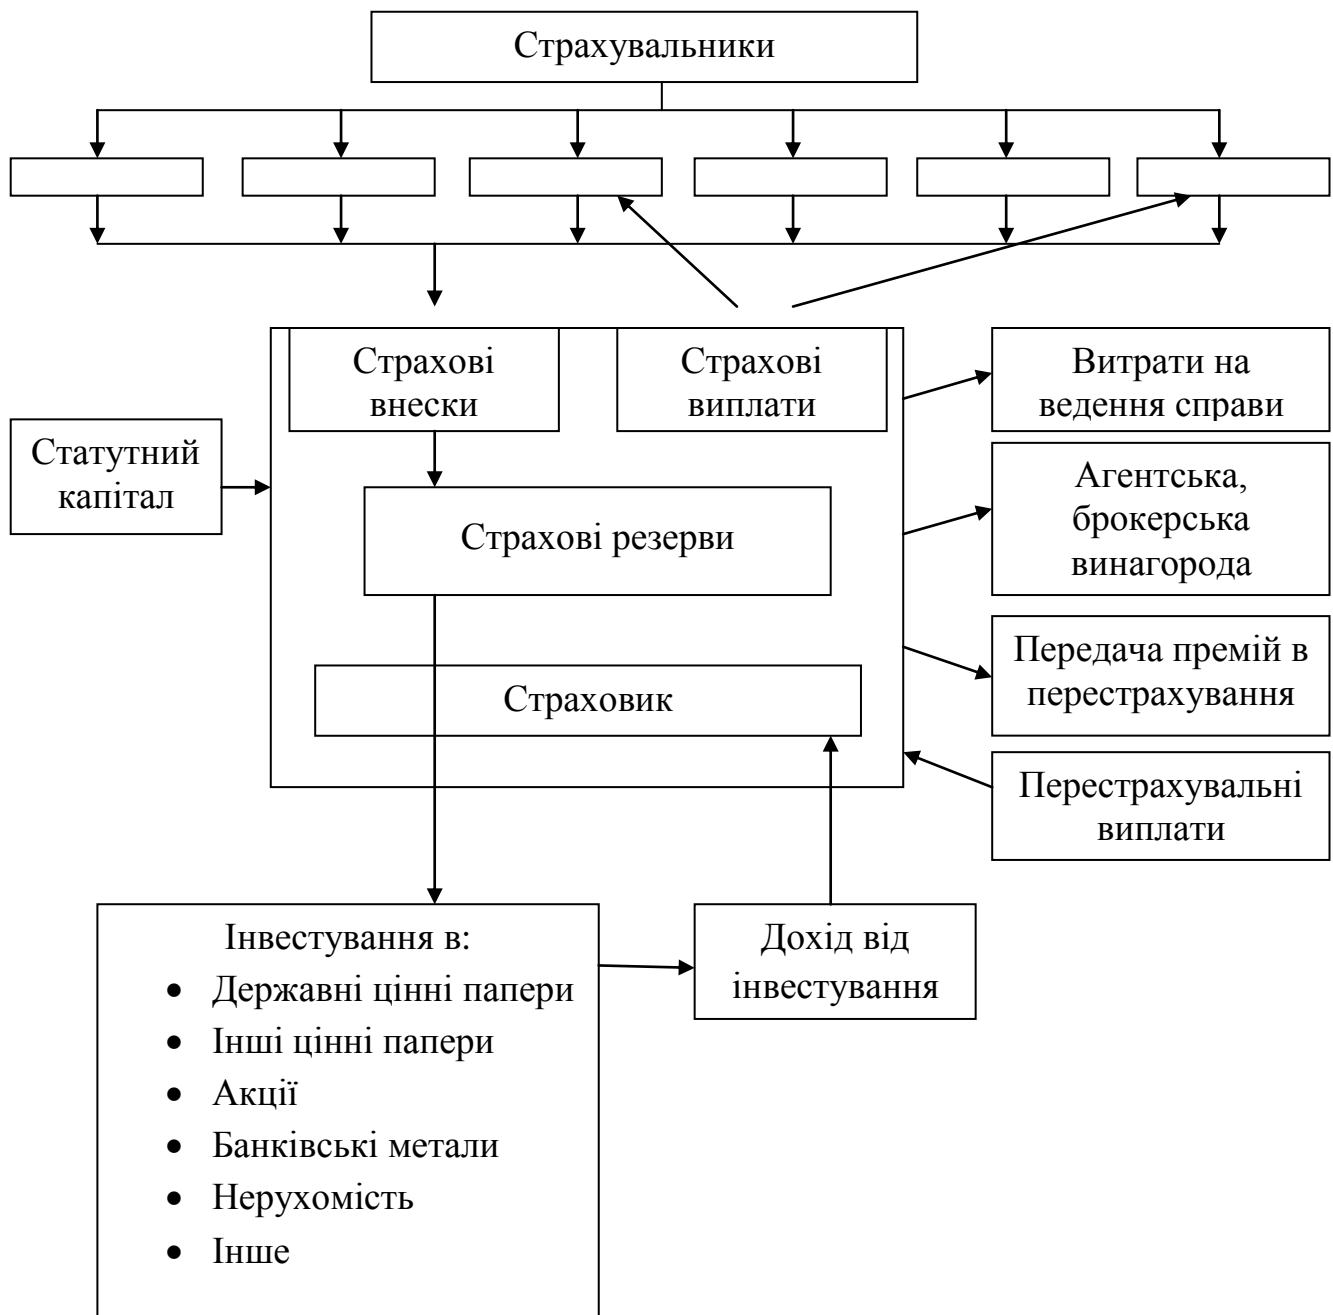 Страхувальники
Страхові
внески
Страхові
виплати
Витрати на
ведення справи
Статутний
капітал
Агентська,
брокерська
винагорода
Страхові резерви
Передача премій в
перестрахування
Страховик
Перестрахувальні
виплати
Інвестування в:
• Державні цінні папери
• Інші цінні папери
• Акції
• Банківські метали
• Нерухомість
• Інше
Дохід від
інвестування